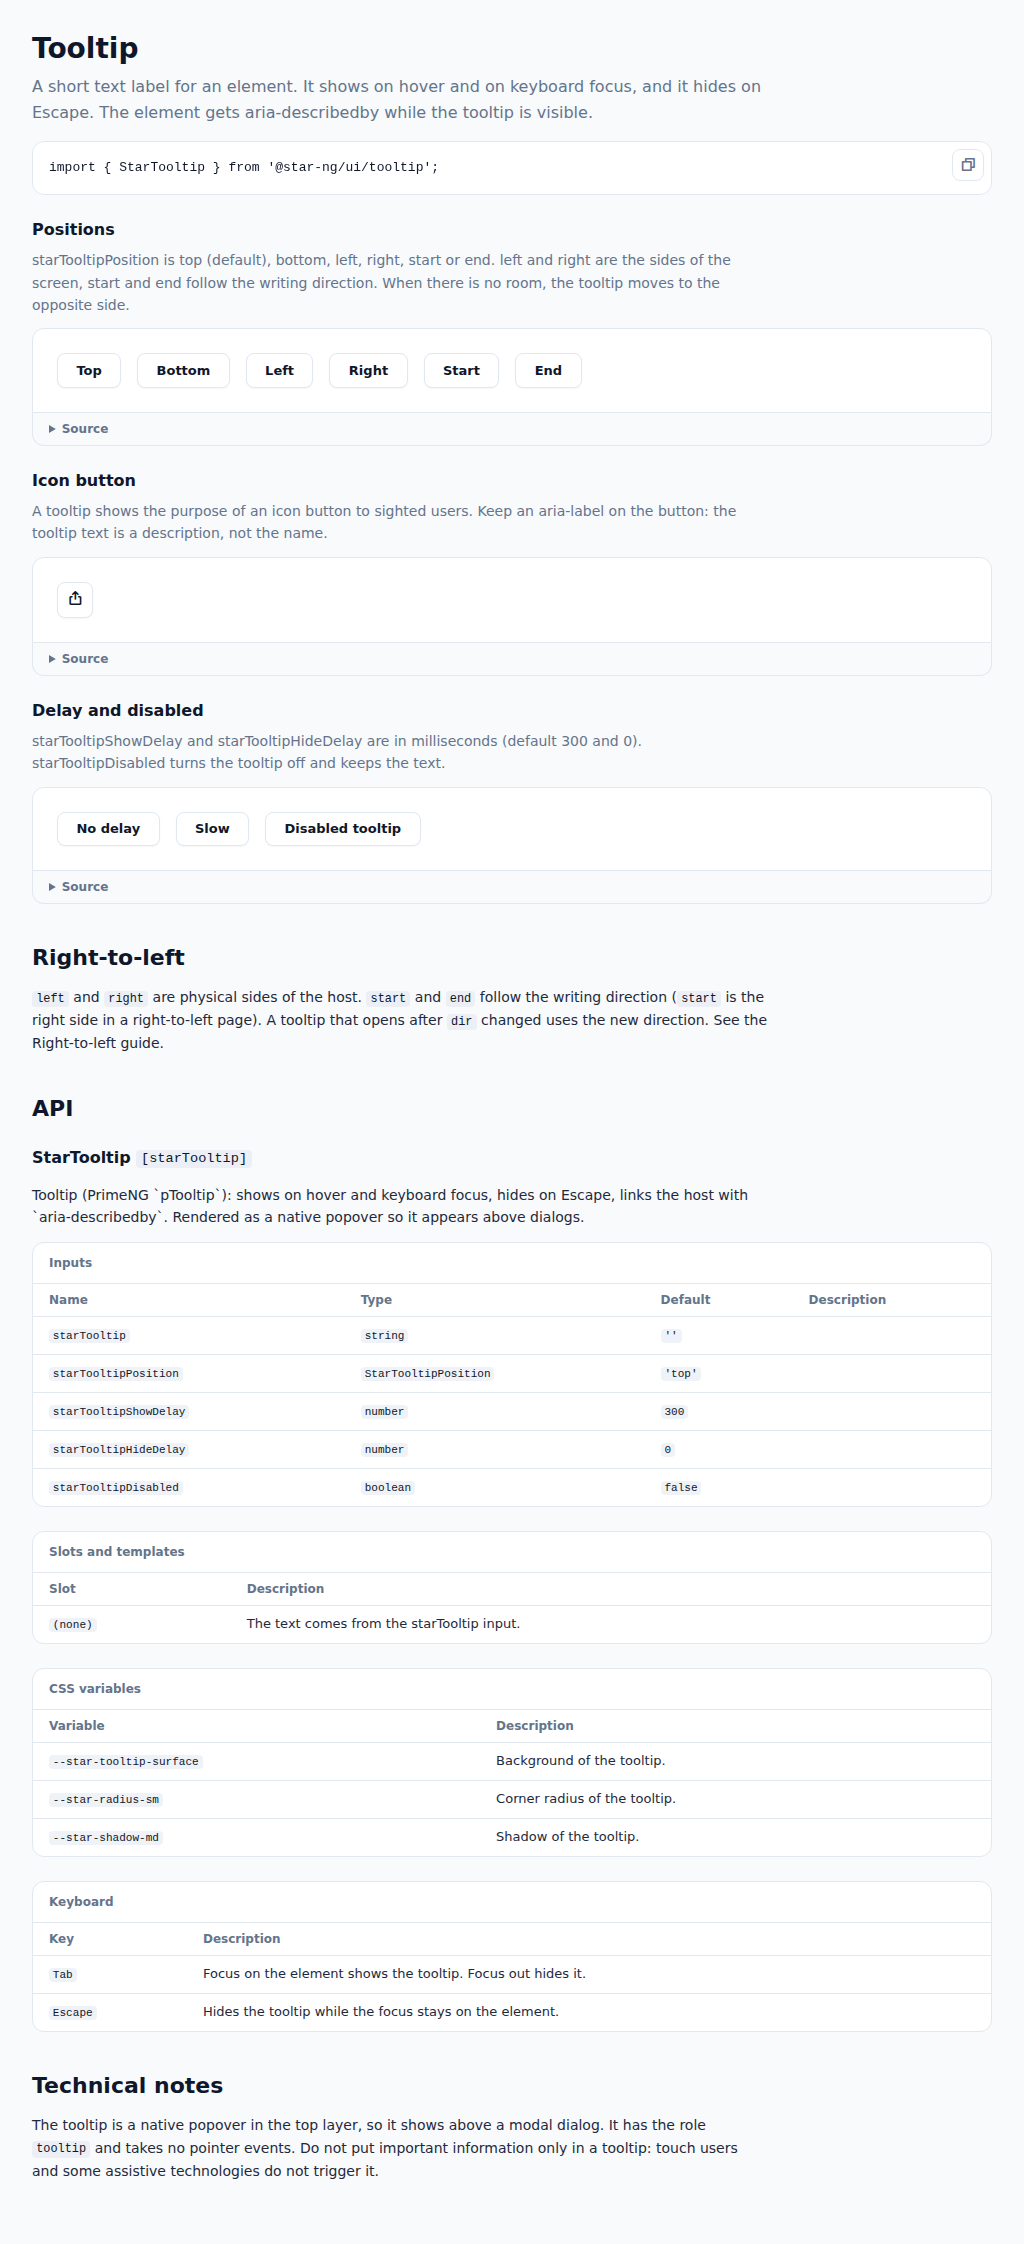 Tooltip
A short text label for an element. It shows on hover and on keyboard focus, and it hides on
Escape. The element gets aria-describedby while the tooltip is visible.
import { StarTooltip } from '@star-ng/ui/tooltip';
Positions
starTooltipPosition is top (default), bottom, left, right, start or end. left and right are the sides of the
screen, start and end follow the writing direction. When there is no room, the tooltip moves to the
opposite side.
Top Bottom Left Right Start End
Source
Icon button
A tooltip shows the purpose of an icon button to sighted users. Keep an aria-label on the button: the
tooltip text is a description, not the name.
Source
Delay and disabled
starTooltipShowDelay and starTooltipHideDelay are in milliseconds (default 300 and 0).
starTooltipDisabled turns the tooltip off and keeps the text.
No delay Slow Disabled tooltip
Source
Right-to-left
left and right are physical sides of the host. start and end follow the writing direction (start is the
right side in a right-to-left page). A tooltip that opens after dir changed uses the new direction. See the
Right-to-left guide.
API
StarTooltip [starTooltip]
Tooltip (PrimeNG `pTooltip`): shows on hover and keyboard focus, hides on Escape, links the host with
`aria-describedby`. Rendered as a native popover so it appears above dialogs.
Inputs
Name Type Default Description
starTooltip string ''
starTooltipPosition StarTooltipPosition 'top'
starTooltipShowDelay number 300
starTooltipHideDelay number 0
starTooltipDisabled boolean false
Slots and templates
Slot Description
(none) The text comes from the starTooltip input.
CSS variables
Variable Description
--star-tooltip-surface Background of the tooltip.
--star-radius-sm Corner radius of the tooltip.
--star-shadow-md Shadow of the tooltip.
Keyboard
Key Description
Tab Focus on the element shows the tooltip. Focus out hides it.
Escape Hides the tooltip while the focus stays on the element.
Technical notes
The tooltip is a native popover in the top layer, so it shows above a modal dialog. It has the role
tooltip and takes no pointer events. Do not put important information only in a tooltip: touch users
and some assistive technologies do not trigger it.